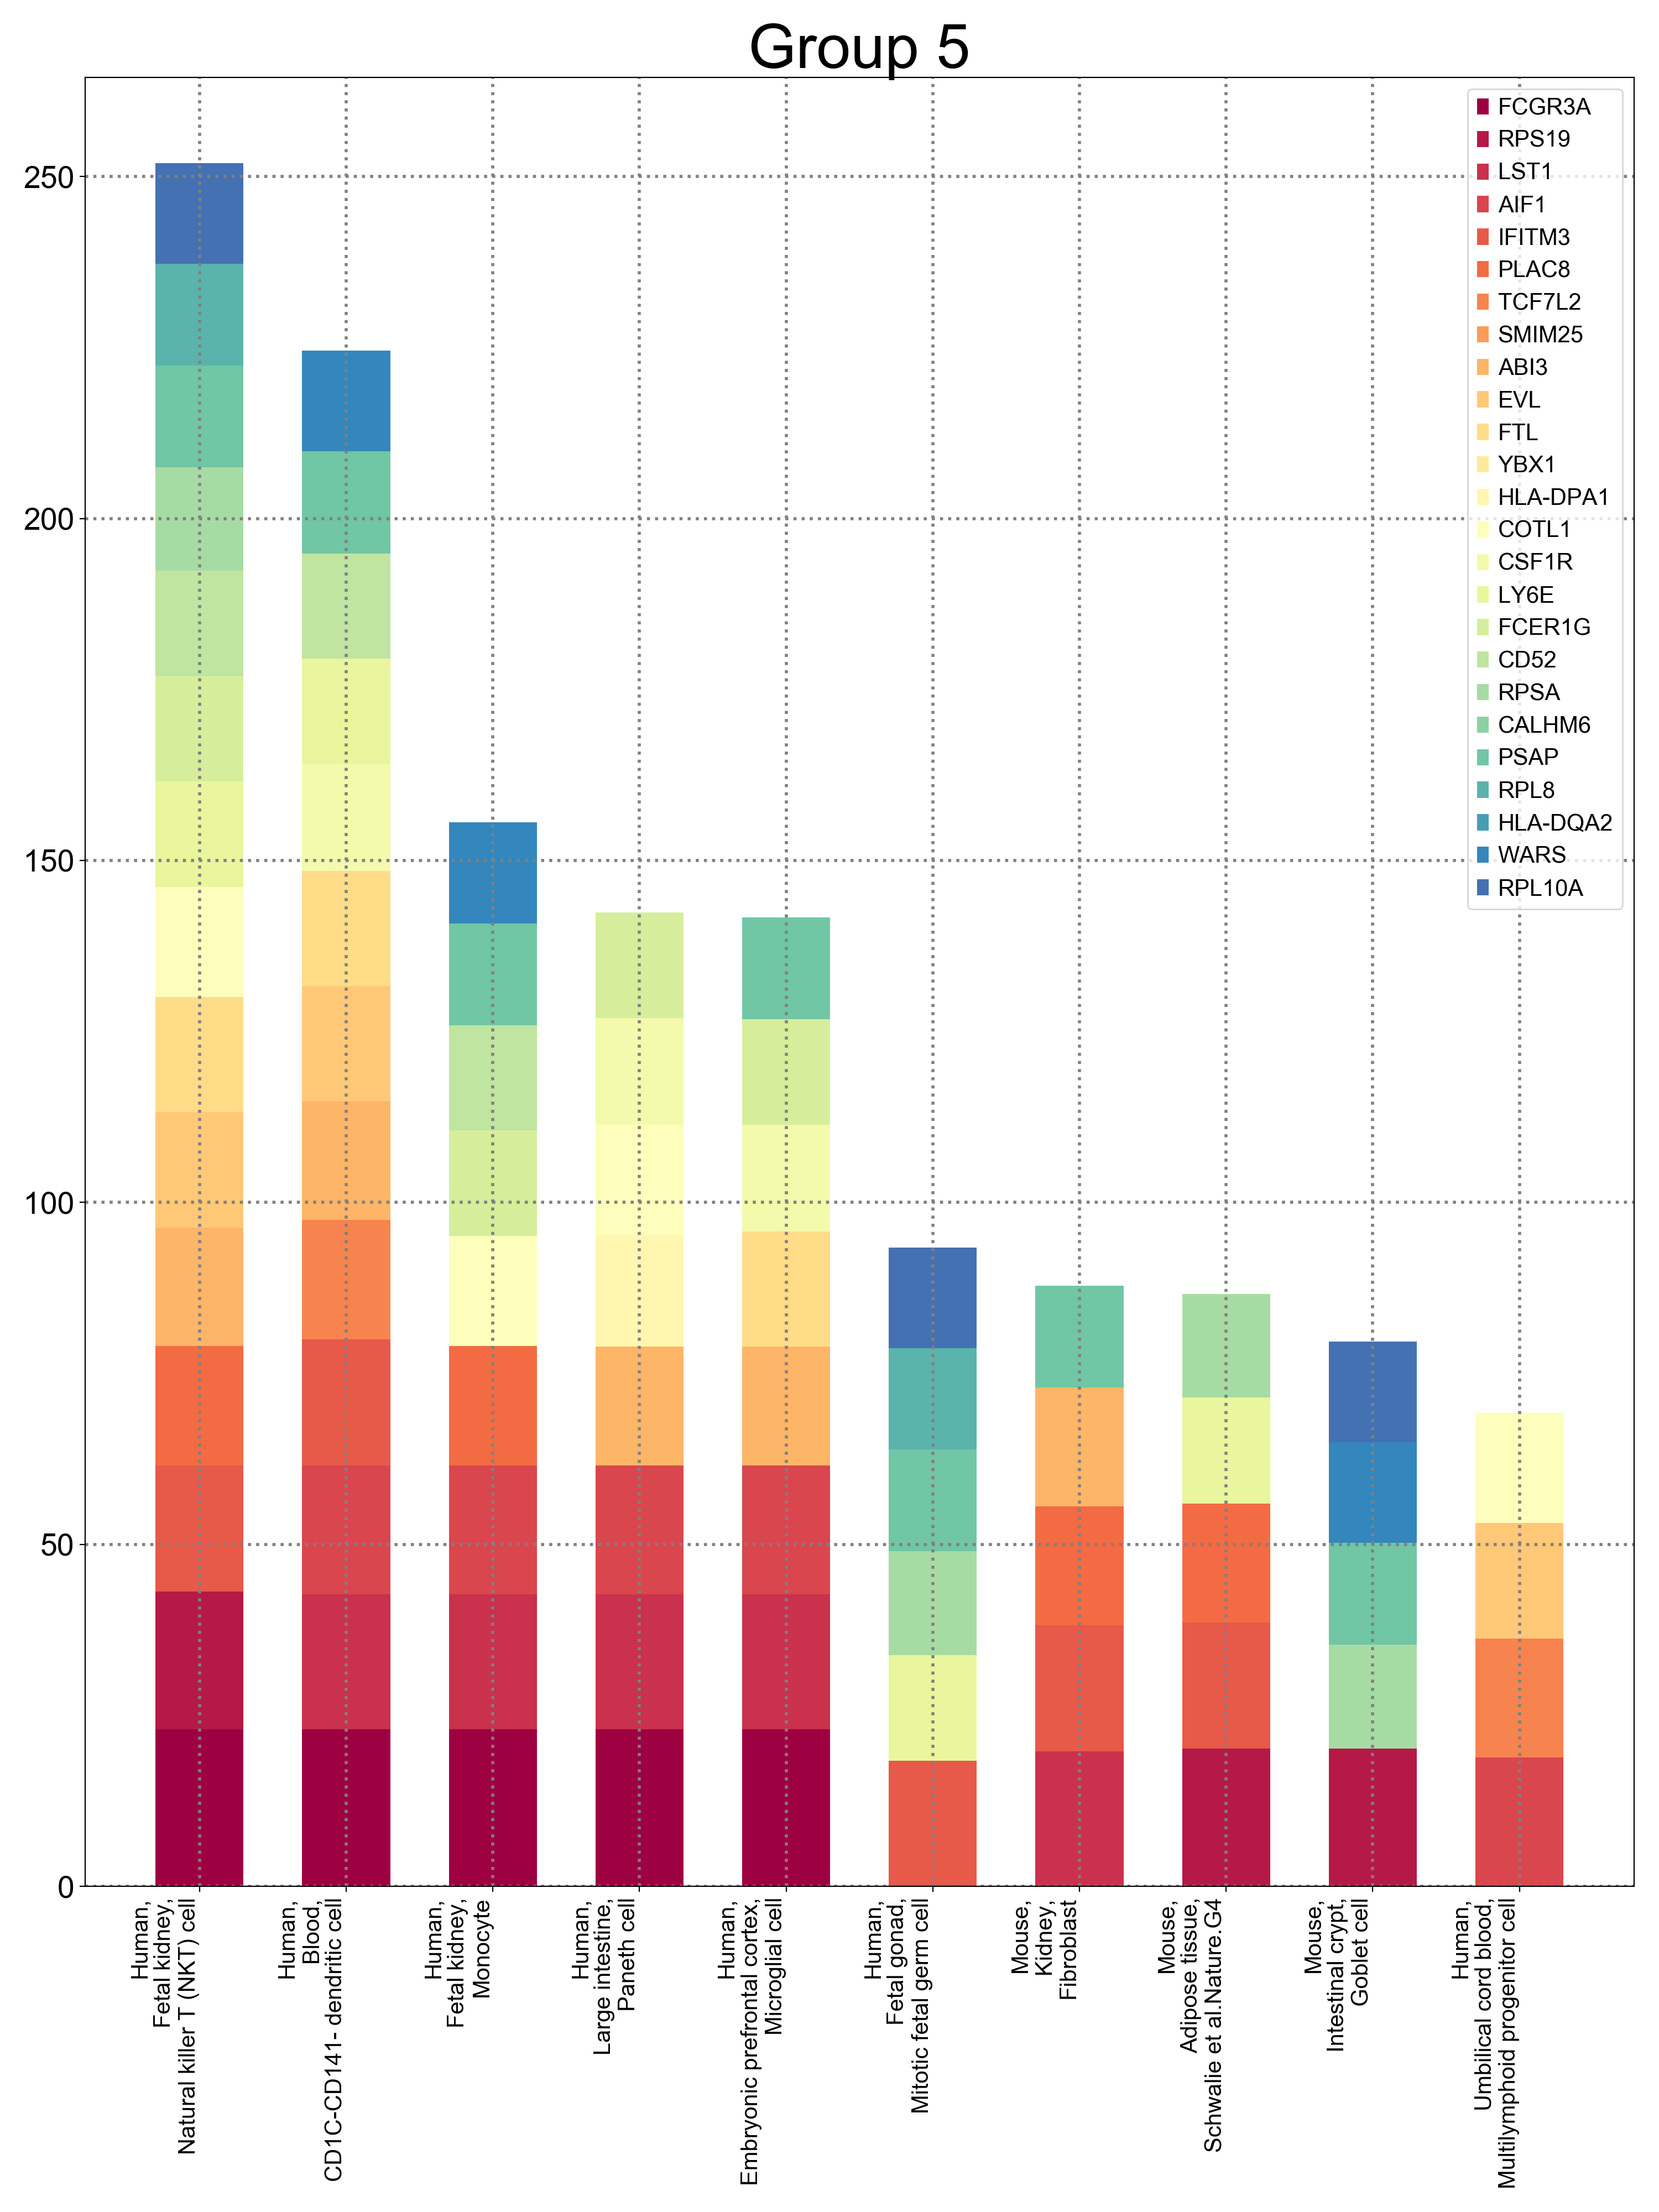 Group 5
250
200
150
100
50
0
FCGR3A
RPS19
LST1
AIF1
IFITM3
PLAC8
TCF7L2
SMIM25
ABI3
EVL
FTL
YBX1
HLA-DPA1
COTL1
CSF1R
LY6E
FCER1G
CD52
RPSA
CALHM6
PSAP
RPL8
HLA-DQA2
WARS
RPL10A
Human,
Fetal kidney,
Natural killer T (NKT) cell
Human,
Blood,
CD1C-CD141- dendritic cell
Human,
Fetal kidney,
Monocyte
Human,
Large intestine,
Paneth cell
Human,
Embryonic prefrontal cortex,
Microglial cell
Human,
Fetal gonad,
Mitotic fetal germ cell
Mouse,
Kidney,
Fibroblast
Mouse,
Adipose tissue,
Schwalie et al.Nature.G4
Mouse,
Intestinal crypt,
Goblet cell
Human,
Umbilical cord blood,
Multilymphoid progenitor cell